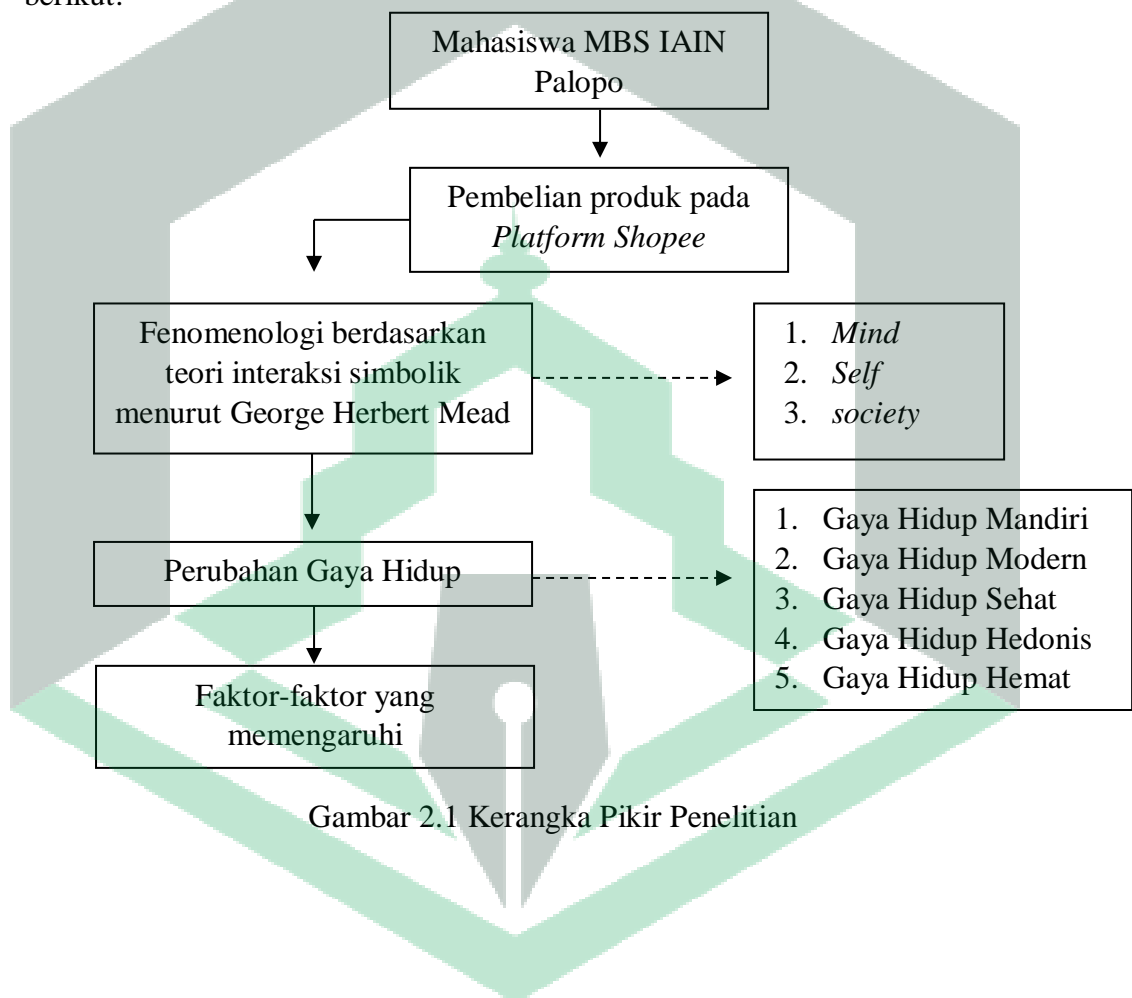 berikut:
Mahasiswa MBS IAIN
Palopo
Pembelian produk pada
Platform Shopee
Fenomenologi berdasarkan
teori interaksi simbolik
menurut George Herbert Mead
1. Mind
2. Self
3. society
Perubahan Gaya Hidup
1. Gaya Hidup Mandiri
2. Gaya Hidup Modern
3. Gaya Hidup Sehat
4. Gaya Hidup Hedonis
5. Gaya Hidup Hemat
Faktor-faktor yang
memengaruhi
Gambar 2.1 Kerangka Pikir Penelitian